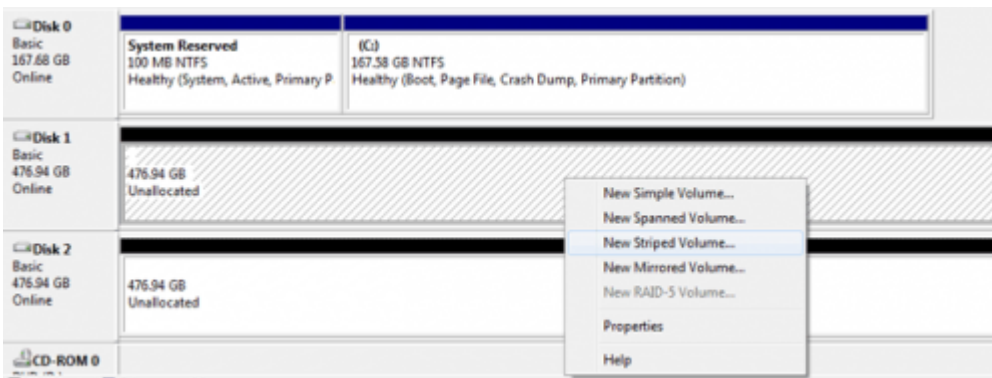 Disk 0
Basic
167.68 GB
Online
System Reserved
100 MB NTFS
Healthy (System, Active, Primary P
(C:)
167.58 GB NTFS
Healthy (Boot, Page File, Crash Dump, Primary Partition)
Disk 1
Basic
476.94 GB
Online
476.94 GB
Unallocated
Disk 2
Basic
476.94 GB
Online
476.94 GB
Unallocated
New Simple Volume...
New Spanned Volume...
New Striped Volume...
New Mirrored Volume...
New RAID-5 Volume...
Properties
Help
CD-ROM 0